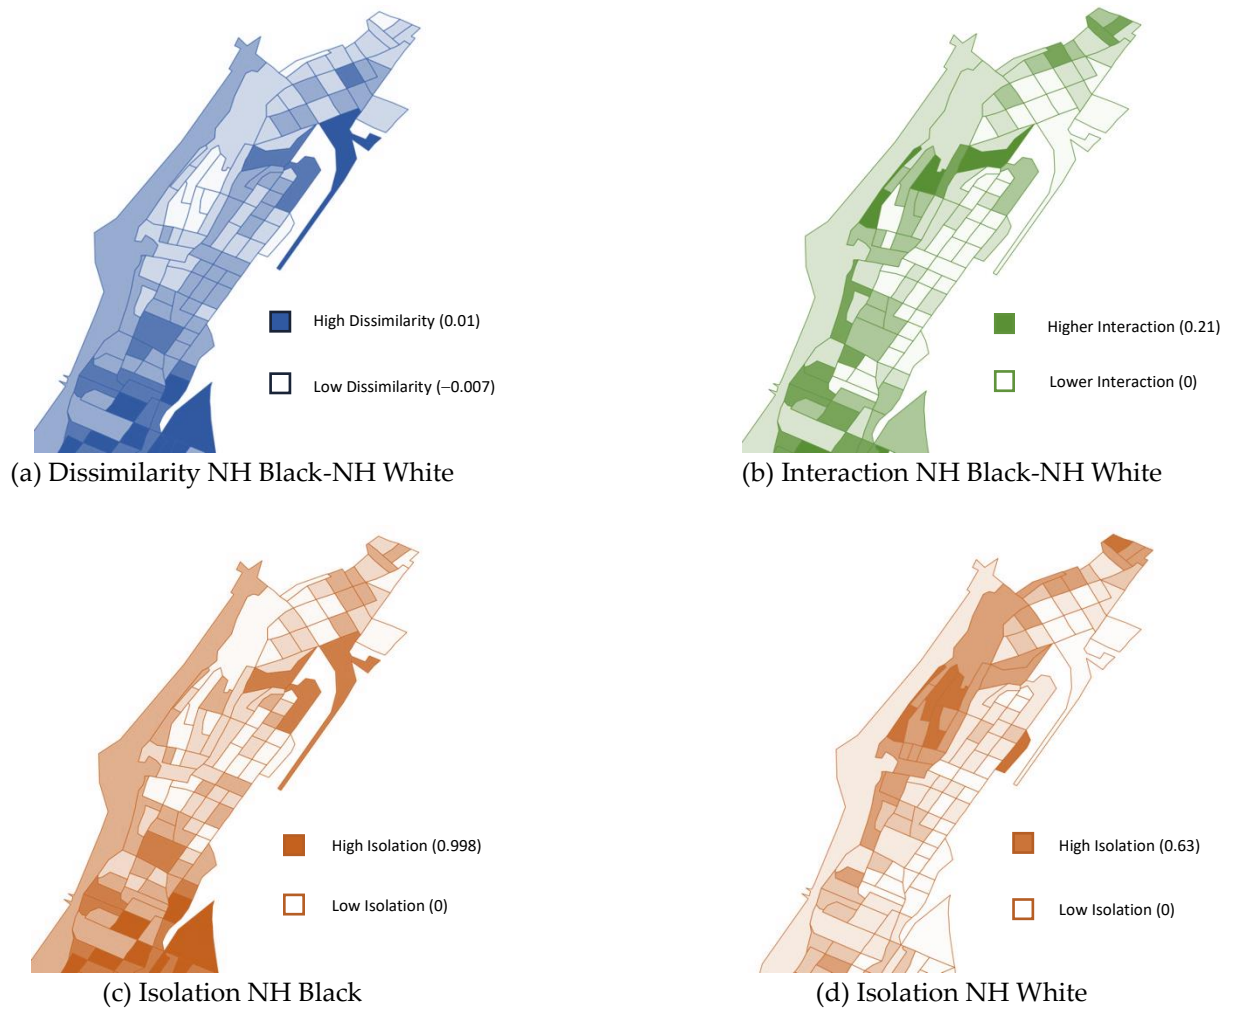 High Dissimilarity (0.01)
Low Dissimilarity (−0.007)
(a) Dissimilarity NH Black-NH White
Higher Interaction (0.21)
Lower Interaction (0)
(b) Interaction NH Black-NH White
High Isolation (0.998)
Low Isolation (0)
(c) Isolation NH Black
High Isolation (0.63)
Low Isolation (0)
(d) Isolation NH White